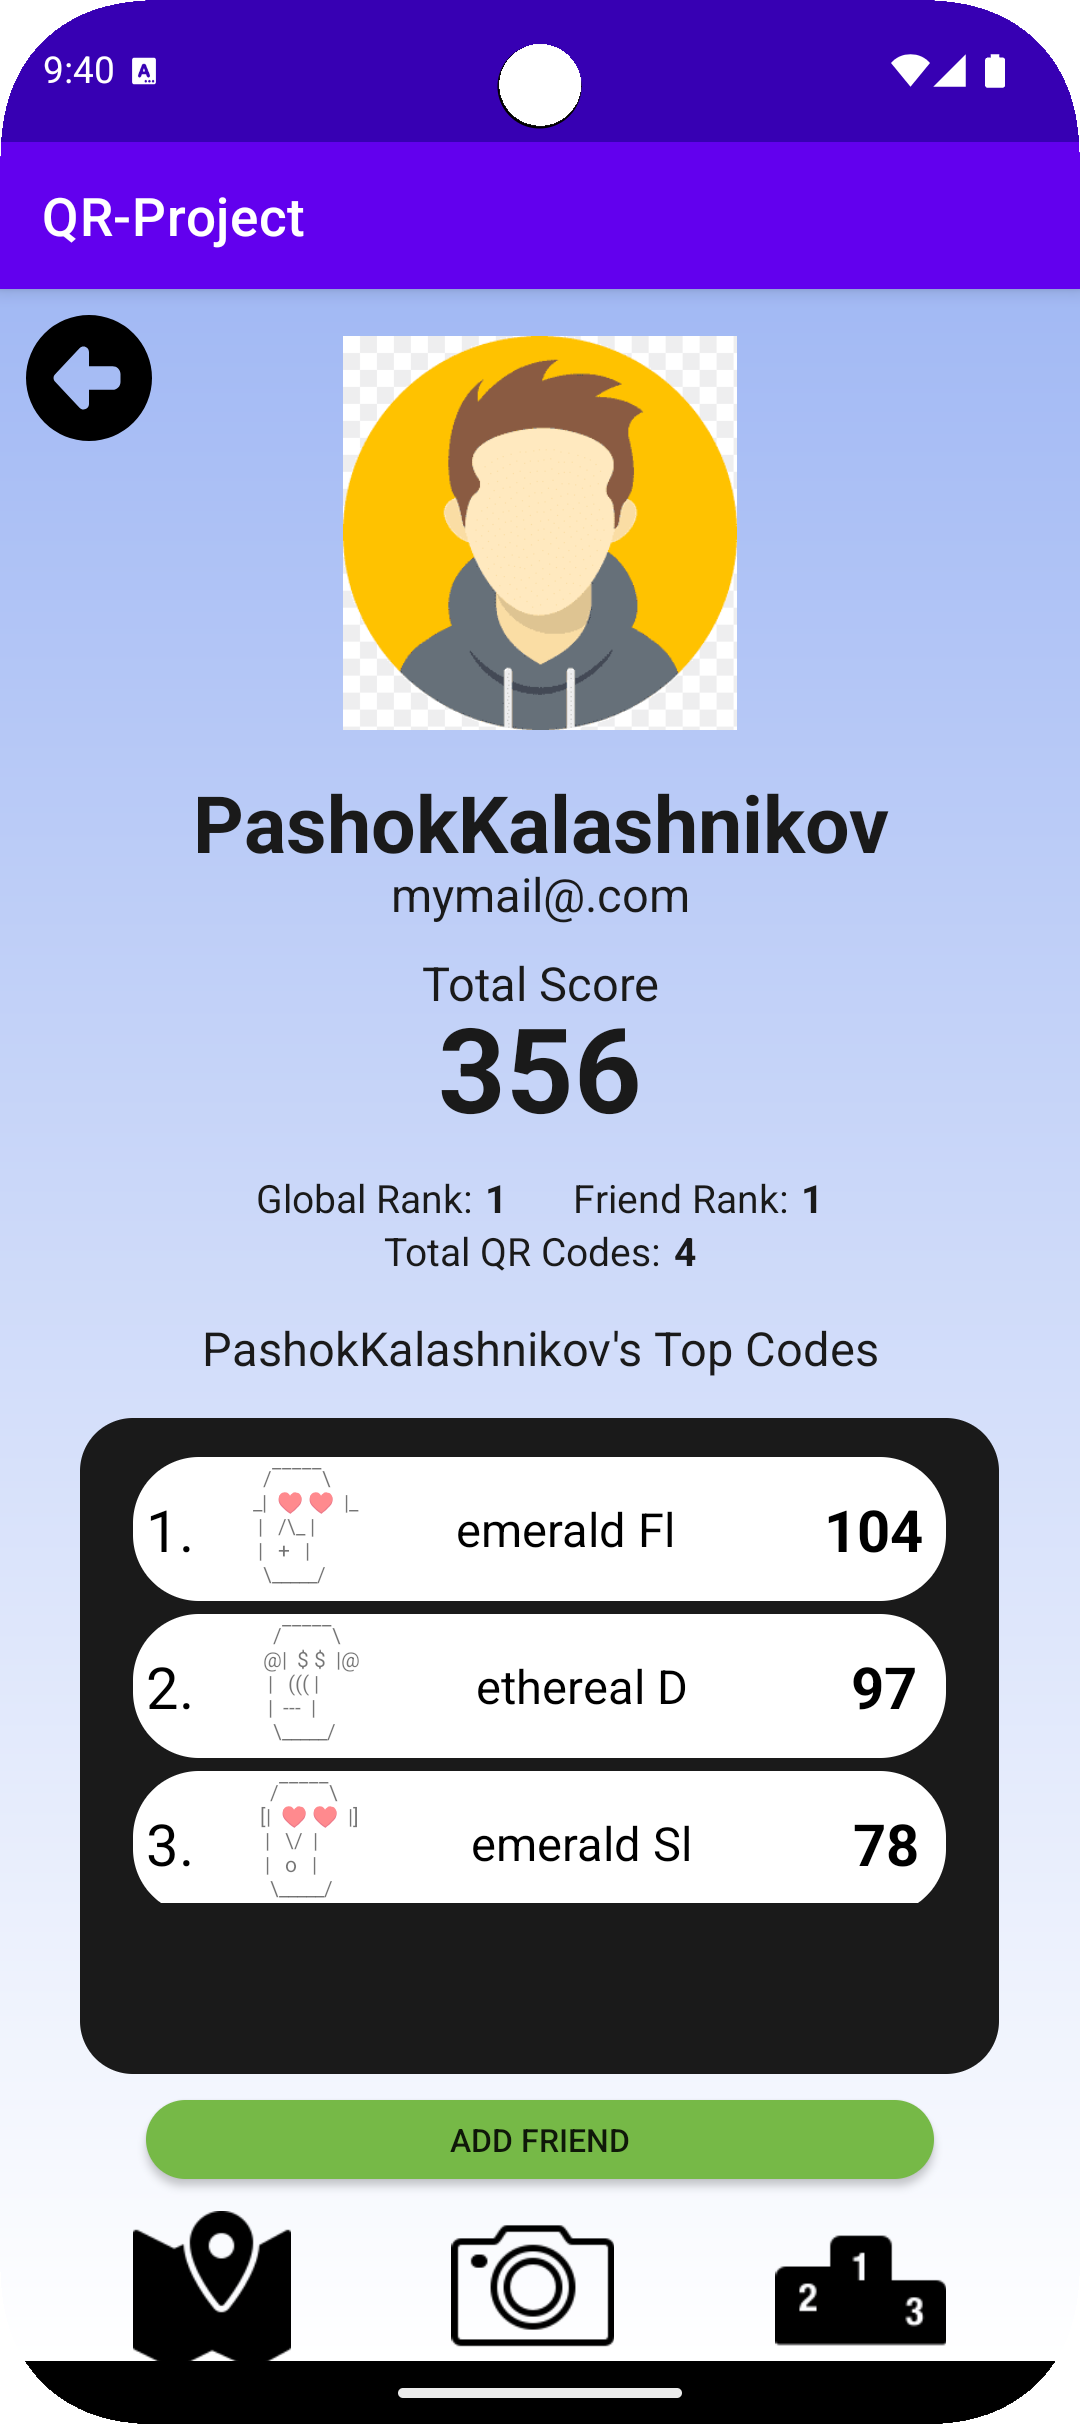 9:40
QR-Project
PashokKalashnikov
mymail@.com
Total Score
356
Global Rank: 1 Friend Rank: 1
Total QR Codes: 4
PashokKalashnikov's Top Codes
1. emerald Fl 104
2. ethereal D 97
3. emerald Sl 78
ADD FRIEND
2 1 3